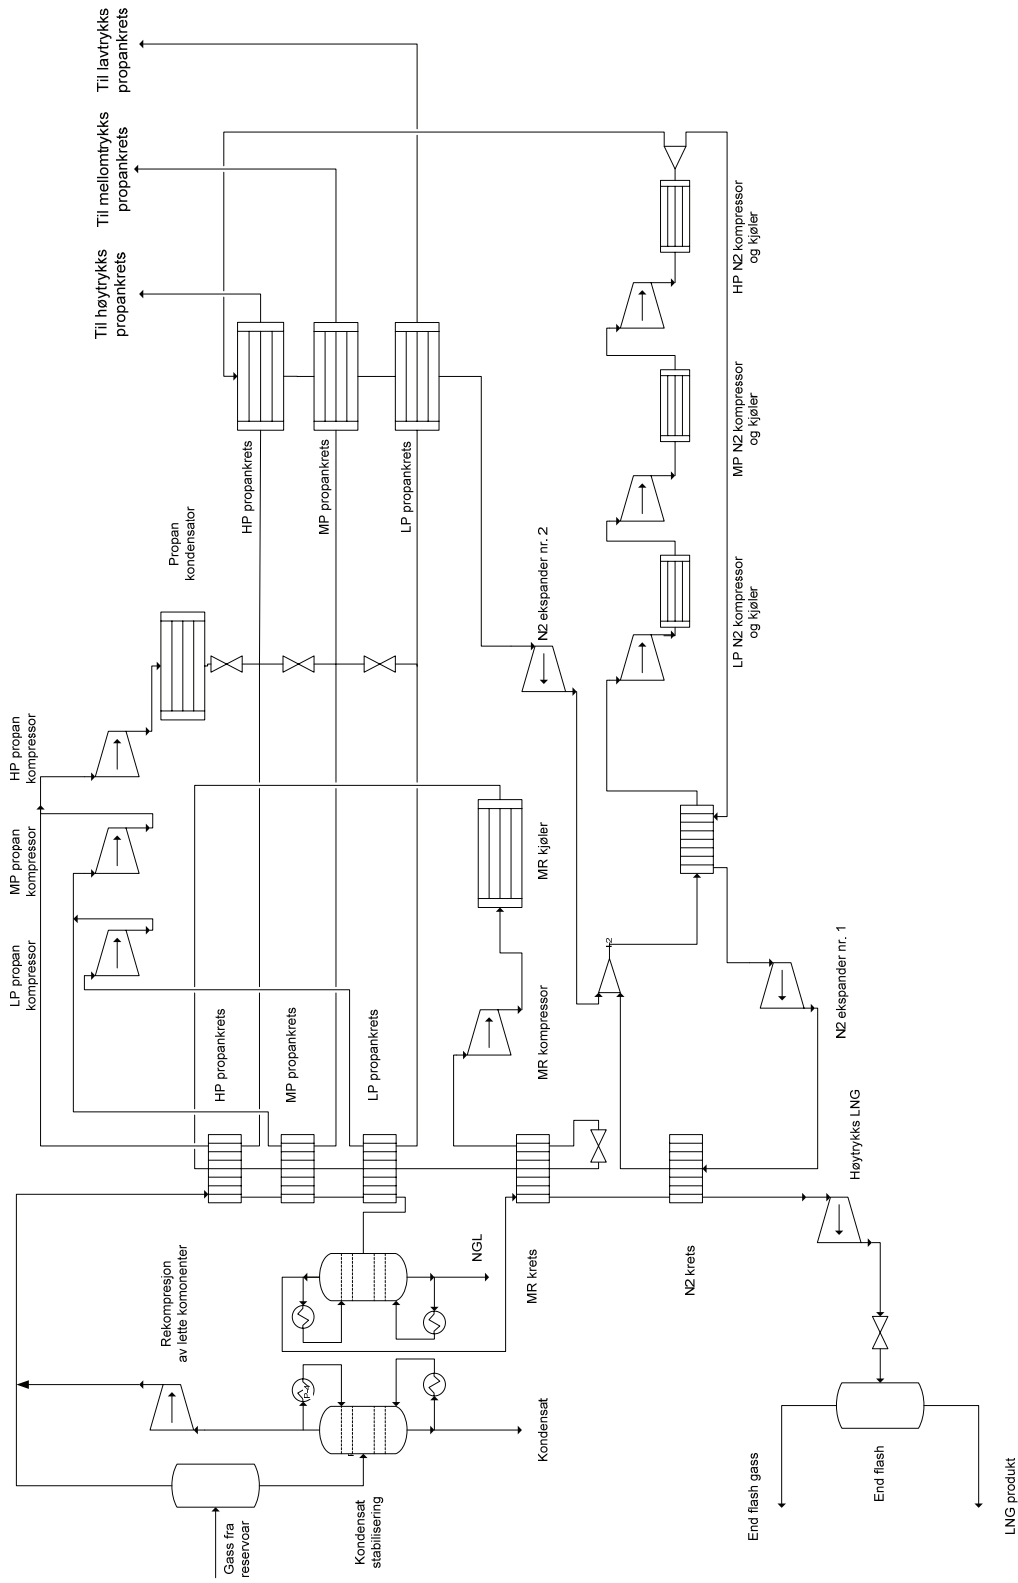 Til lavtrykks
propankrets
Til mellomtrykks
propankrets
Til høytrykks
propankrets
HP propankrets
MP propankrets
LP propankrets
Propan
kondensator
HP propan
kompressor
MP propan
kompressor
LP propan
kompressor
HP propankrets
MP propankrets
LP propankrets
HP N2 kompressor
og kjøler
MP N2 kompressor
og kjøler
LP N2 kompressor
og kjøler
N2 ekspander nr. 2
MR kjøler
MR kompressor
N2 ekspander nr. 1
Høytrykks LNG
MR krets
N2 krets
NGL
Rekompresjon
av lette komonenter
Kondensat
Kondensat
stabilisering
Gass fra
reservoar
End flash gass
End flash
LNG produkt